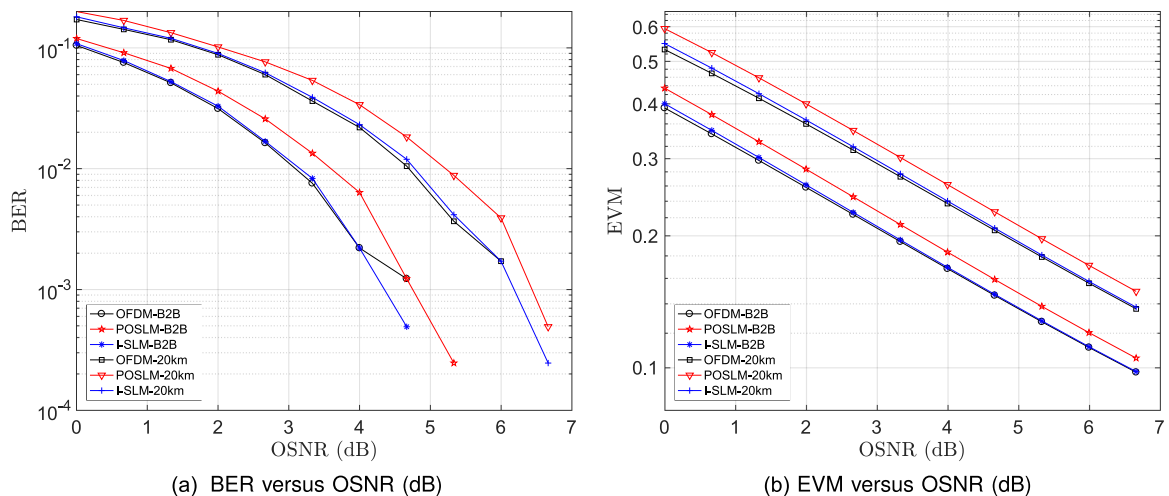 10^-1
10^-2
10^-3
10^-4
BER
OFDM-B2B
POSLM-B2B
I-SLM-B2B
OFDM-20km
POSLM-20km
I-SLM-20km
0 1 2 3 4 5 6 7
OSNR (dB)
(a) BER versus OSNR (dB)
0.6
0.5
0.4
0.3
0.2
0.1
EVM
OFDM-B2B
POSLM-B2B
I-SLM-B2B
OFDM-20km
POSLM-20km
I-SLM-20km
0 1 2 3 4 5 6 7
OSNR (dB)
(b) EVM versus OSNR (dB)